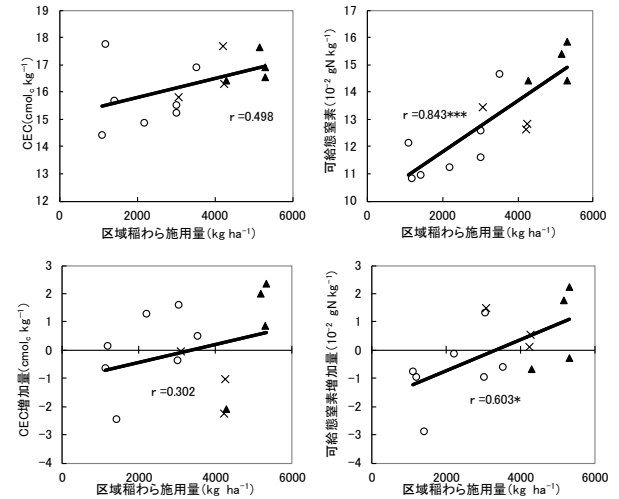 19
18
17
16
15
14
13
12
0 2000 4000 6000
CEC(cmol_c kg⁻¹)
区域稲わら施用量(kg ha⁻¹)
r =0.498
17
16
15
14
13
12
11
10
0 2000 4000 6000
可給態窒素(10⁻² gN kg⁻¹)
区域稲わら施用量(kg ha⁻¹)
r =0.843***
3
2
1
0
−1
−2
−3
−4
0 2000 4000 6000
CEC増加量(cmol_c kg⁻¹)
区域稲わら施用量(kg ha⁻¹)
r =0.302
3
2
1
0
−1
−2
−3
−4
0 2000 4000 6000
可給態窒素増加量(10⁻² gN kg⁻¹)
区域稲わら施用量(kg ha⁻¹)
r =0.603*